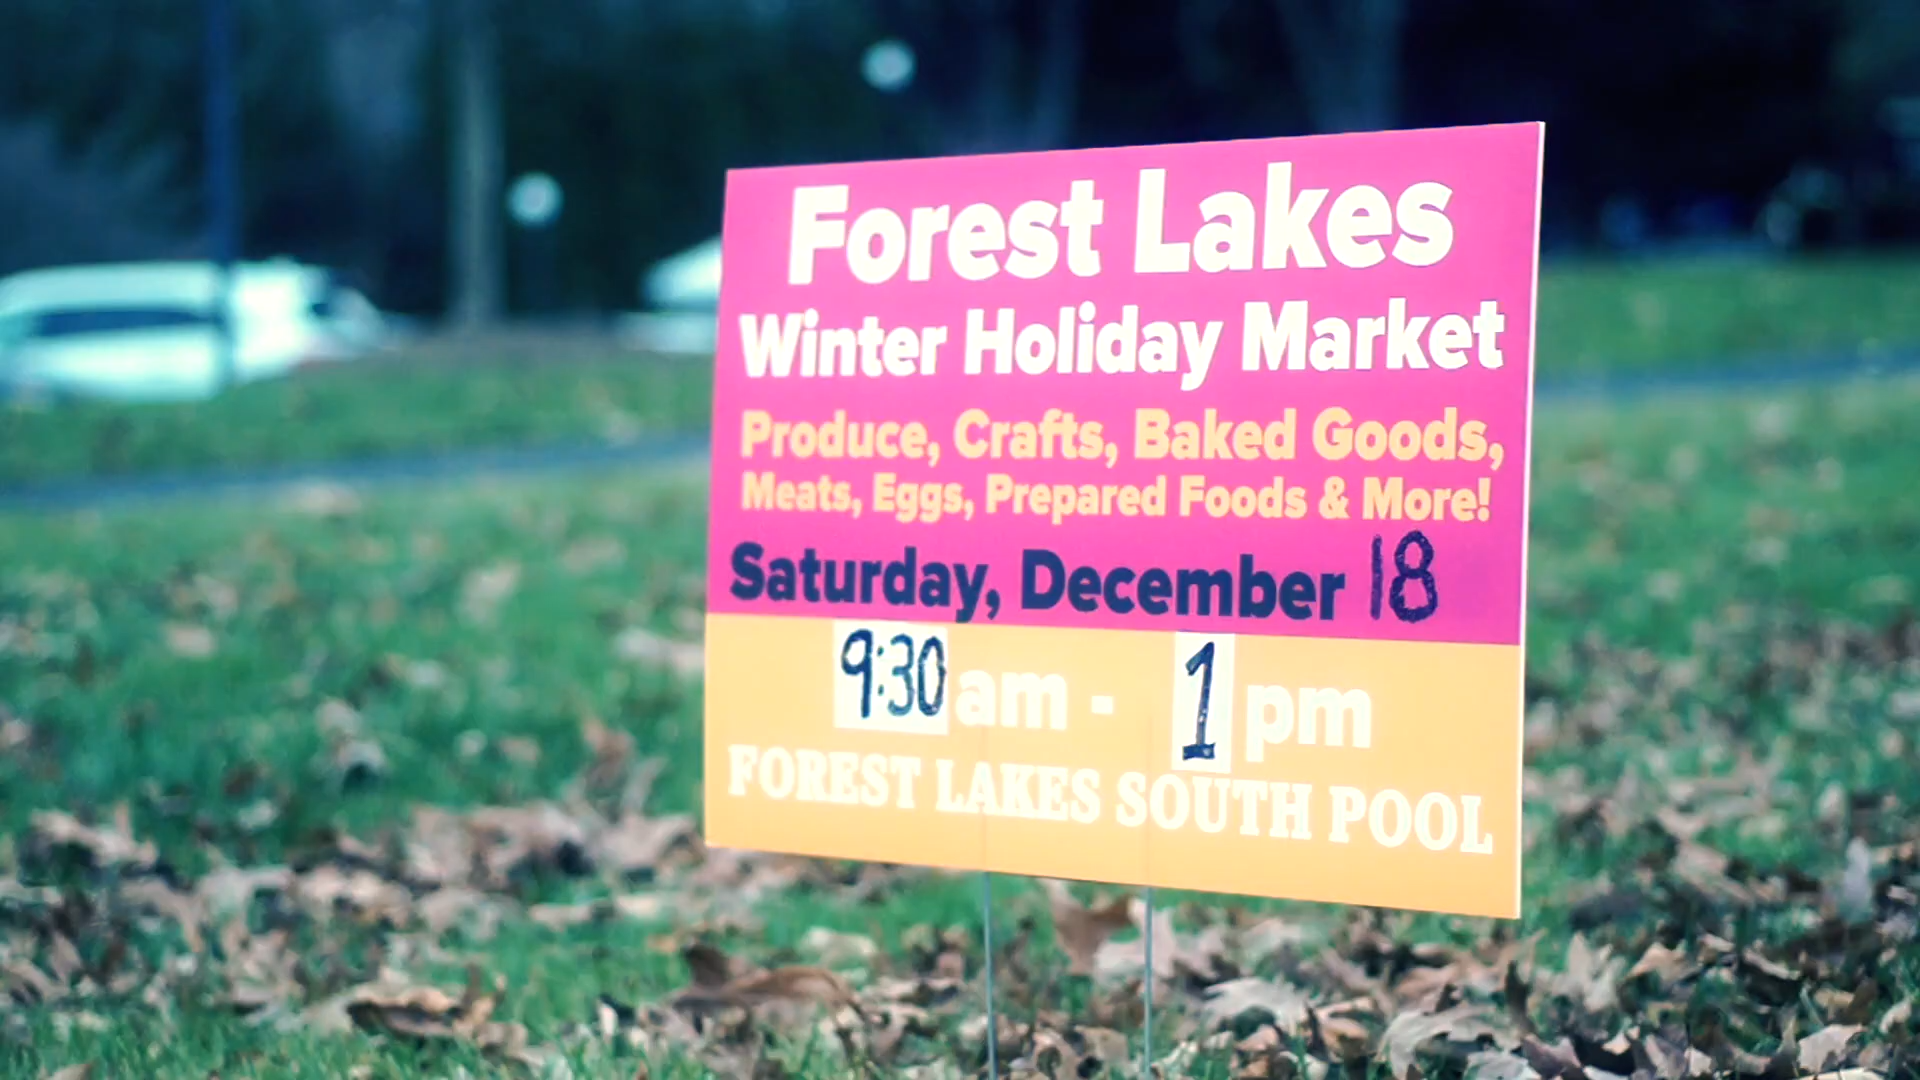 Forest Lakes
Winter Holiday Market
Produce, Crafts, Baked Goods,
Meats, Eggs, Prepared Foods & More!
Saturday, December 18
9:30 am - 1 pm
FOREST LAKES SOUTH POOL